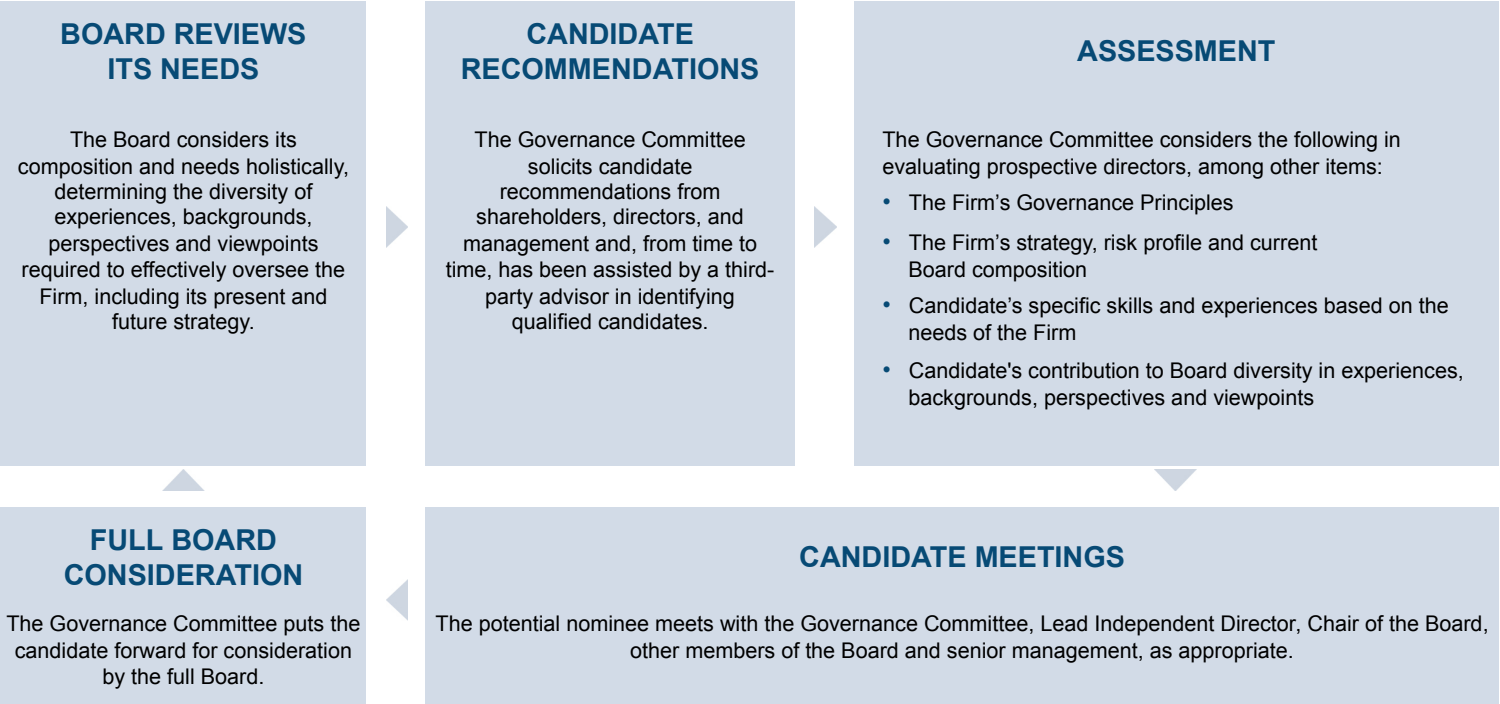 BOARD REVIEWS
ITS NEEDS
The Board considers its
composition and needs holistically,
determining the diversity of
experiences, backgrounds,
perspectives and viewpoints
required to effectively oversee the
Firm, including its present and
future strategy.
CANDIDATE
RECOMMENDATIONS
The Governance Committee
solicits candidate
recommendations from
shareholders, directors, and
management and, from time to
time, has been assisted by a third-
party advisor in identifying
qualified candidates.
ASSESSMENT
The Governance Committee considers the following in
evaluating prospective directors, among other items:
• The Firm’s Governance Principles
• The Firm’s strategy, risk profile and current
Board composition
• Candidate’s specific skills and experiences based on the
needs of the Firm
• Candidate's contribution to Board diversity in experiences,
backgrounds, perspectives and viewpoints
CANDIDATE MEETINGS
The potential nominee meets with the Governance Committee, Lead Independent Director, Chair of the Board,
other members of the Board and senior management, as appropriate.
FULL BOARD
CONSIDERATION
The Governance Committee puts the
candidate forward for consideration
by the full Board.